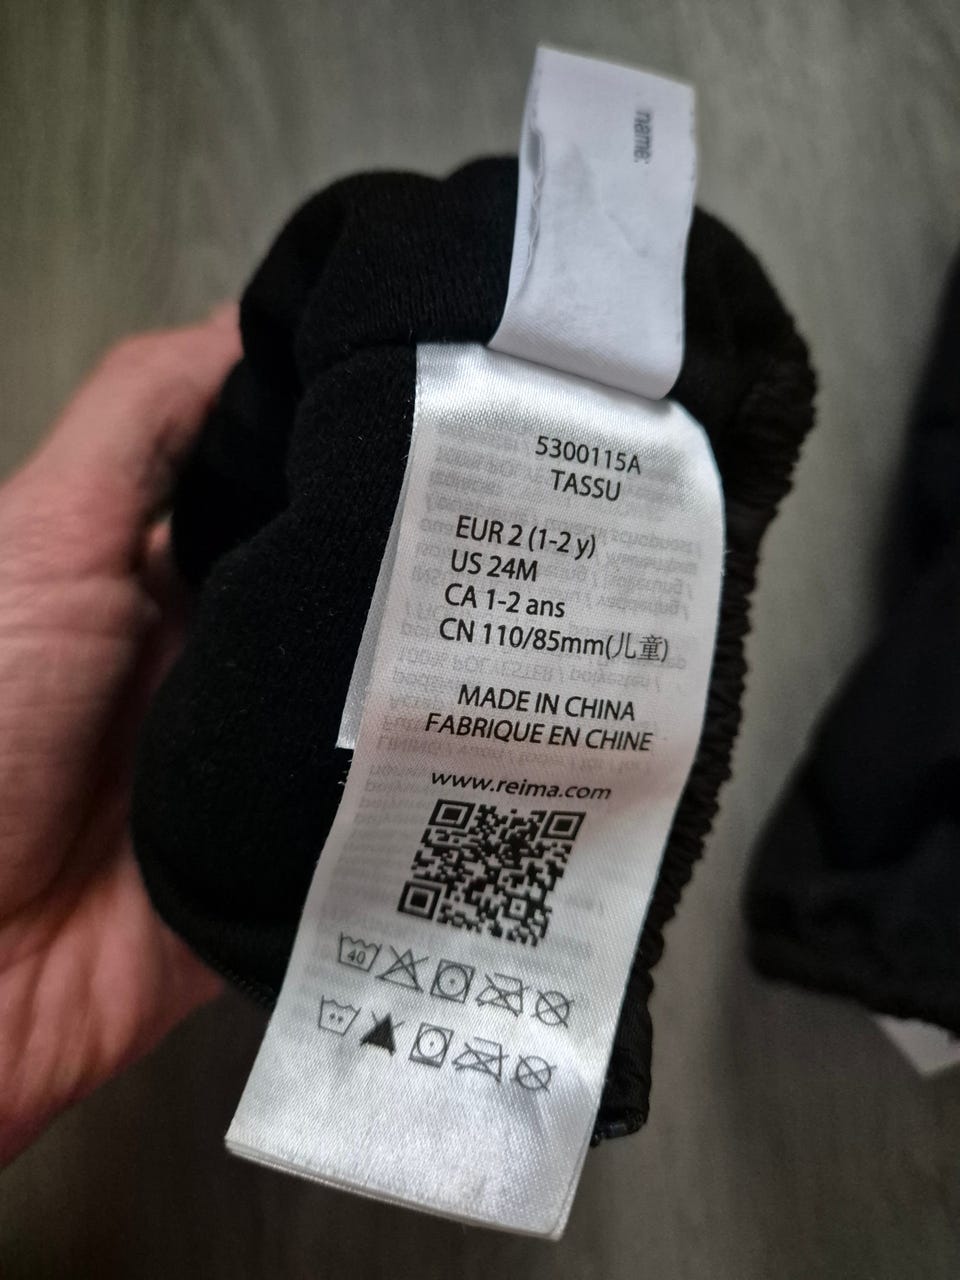 name:
5300115A
TASSU
EUR 2 (1-2 y)
US 24M
CA 1-2 ans
CN 110/85mm(儿童)
MADE IN CHINA
FABRIQUE EN CHINE
www.reima.com
40